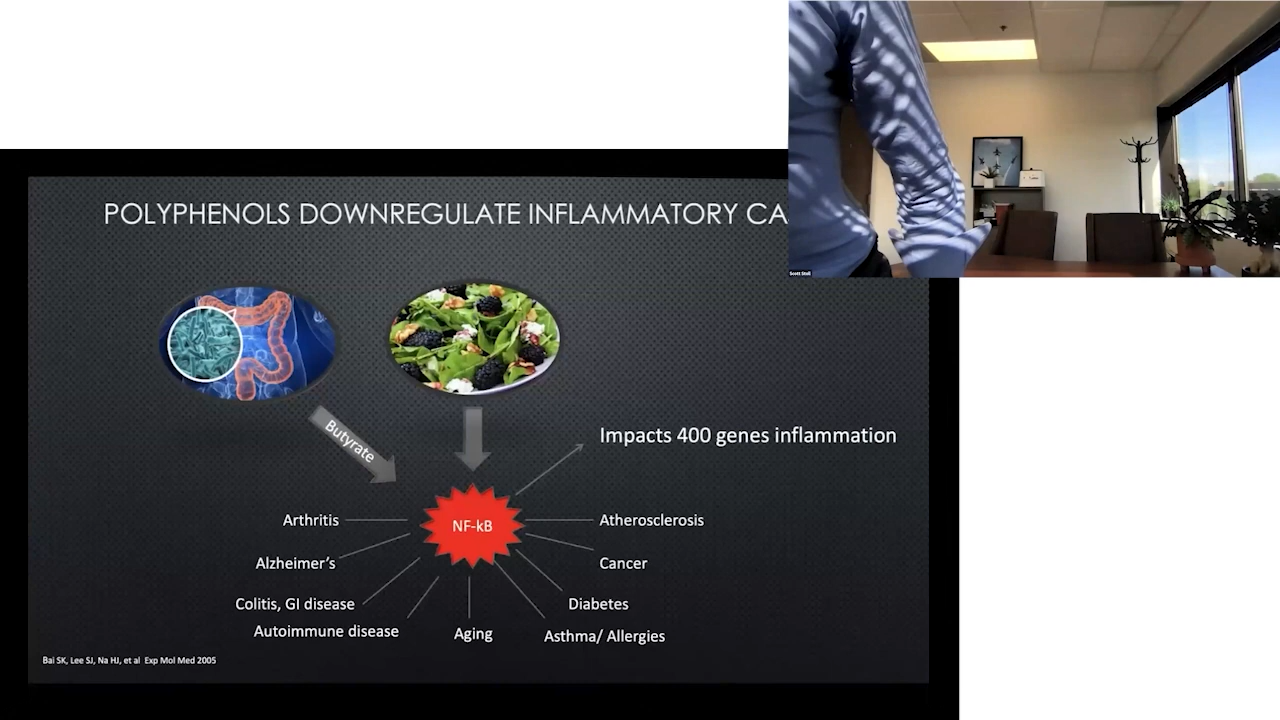 POLYPHENOLS DOWNREGULATE INFLAMMATORY CA
Scott Stoll
Butyrate
Impacts 400 genes inflammation
NF-kB
Arthritis
Atherosclerosis
Alzheimer’s
Cancer
Colitis, GI disease
Diabetes
Autoimmune disease
Aging
Asthma/ Allergies
Bai SK, Lee SJ, Na HJ, et al Exp Mol Med 2005